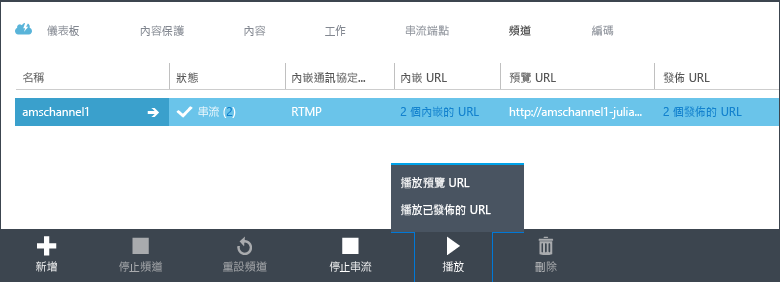 儀表板 內容保護 內容 工作 串流端點 頻道 編碼
名稱 狀態 內嵌通訊協定... 內嵌 URL 預覽 URL 發佈 URL
amschannel1 串流 (2) RTMP 2 個內嵌的 URL http://amschannel1-julia... 2 個發佈的 URL
播放預覽 URL
播放已發佈的 URL
新增 停止頻道 重設頻道 停止串流 播放 刪除